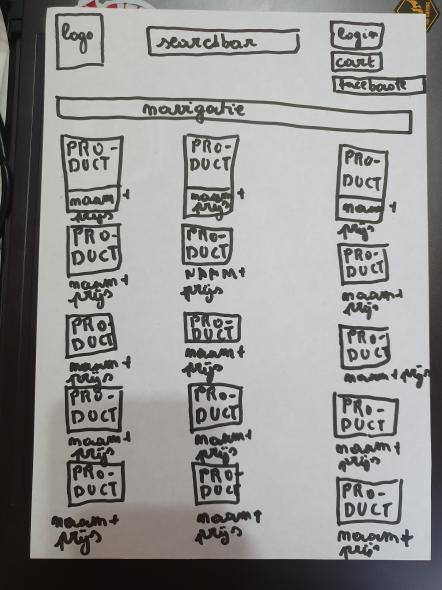 logo
searchbar
login
cart
facebook
navigatie
PRO-
DUCT
naam +
prijs
PRO-
DUCT
naam +
prijs
PRO-
DUCT
naam +
prijs
PRO-
DUCT
naam +
prijs
PRO-
DUCT
NAAM +
prijs
PRO-
DUCT
naam +
prijs
PRO-
DUCT
naam +
prijs
PRO-
DUCT
naam +
prijs
PRO-
DUCT
naam + prijs
PRO-
DUCT
naam +
prijs
PRO-
DUCT
naam +
prijs
PRO-
DUCT
naam +
prijs
PRO-
DUCT
naam +
prijs
PRO-
DUCT
naam +
prijs
PRO-
DUCT
naam +
prijs